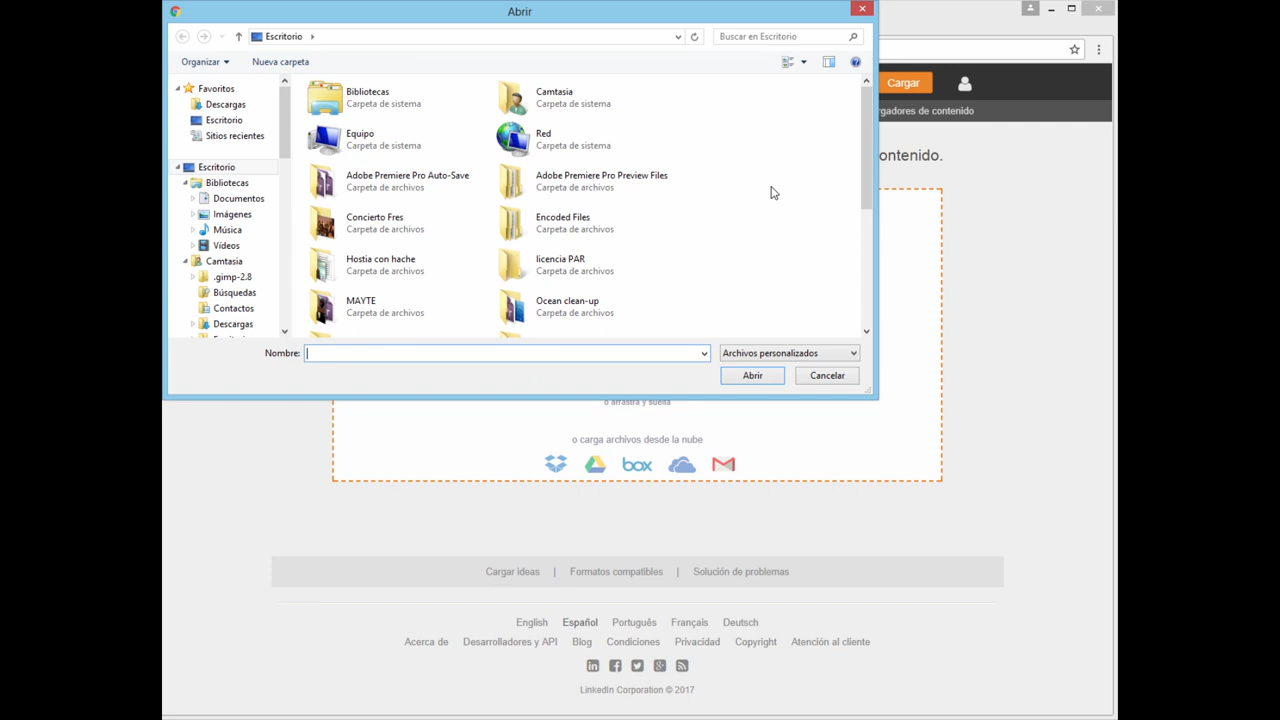 Abrir
Escritorio
Buscar en Escritorio
Organizar
Nueva carpeta
Favoritos
Descargas
Escritorio
Sitios recientes
Escritorio
Bibliotecas
Documentos
Imágenes
Música
Vídeos
Camtasia
.gimp-2.8
Búsquedas
Contactos
Descargas
Bibliotecas
Carpeta de sistema
Camtasia
Carpeta de sistema
Equipo
Carpeta de sistema
Red
Carpeta de sistema
Adobe Premiere Pro Auto-Save
Carpeta de archivos
Adobe Premiere Pro Preview Files
Carpeta de archivos
Concierto Fres
Carpeta de archivos
Encoded Files
Carpeta de archivos
Hostia con hache
Carpeta de archivos
licencia PAR
Carpeta de archivos
MAYTE
Carpeta de archivos
Ocean clean-up
Carpeta de archivos
Nombre:
Archivos personalizados
Abrir
Cancelar
Cargar
rgadores de contenido
ontenido.
o arrastra y suelta
o carga archivos desde la nube
box
Cargar ideas | Formatos compatibles | Solución de problemas
English Español Português Français Deutsch
Acerca de Desarrolladores y API Blog Condiciones Privacidad Copyright Atención al cliente
LinkedIn Corporation © 2017